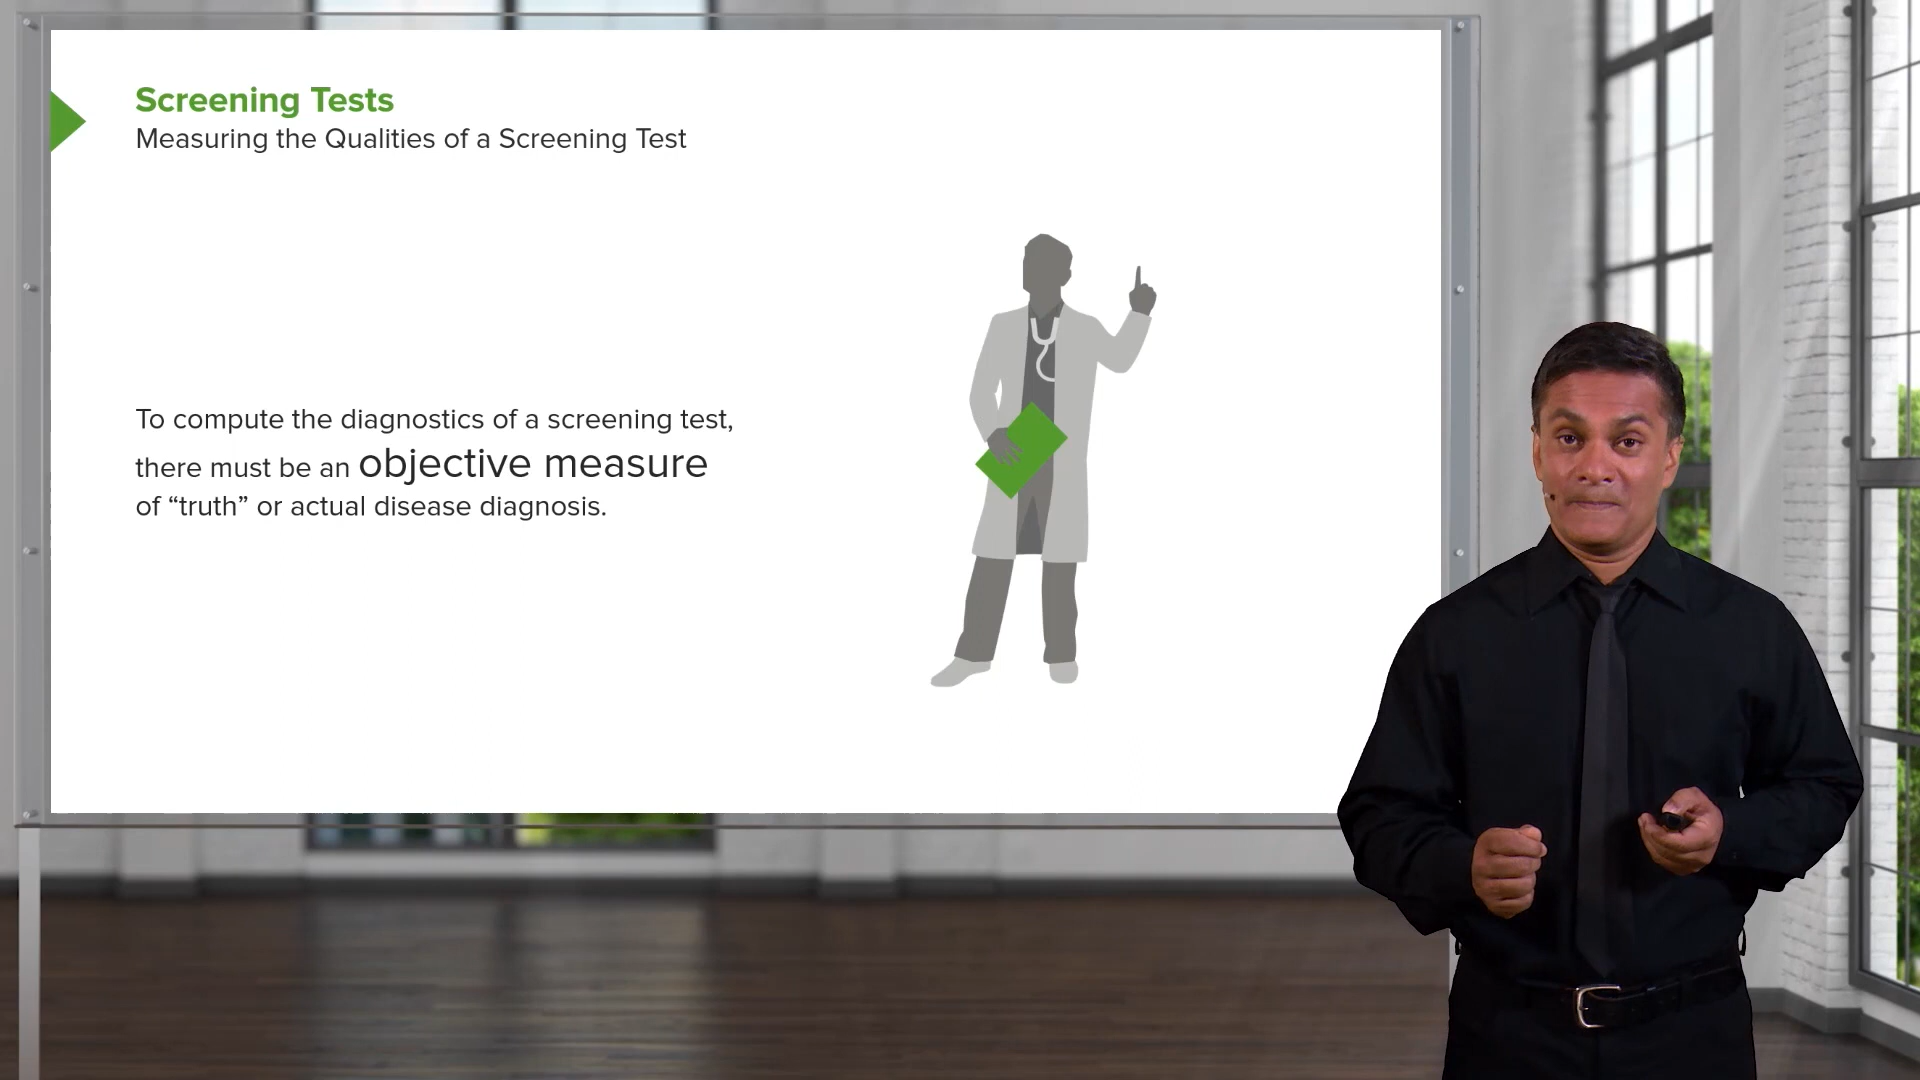 Screening Tests
Measuring the Qualities of a Screening Test
To compute the diagnostics of a screening test,
there must be an objective measure
of “truth” or actual disease diagnosis.